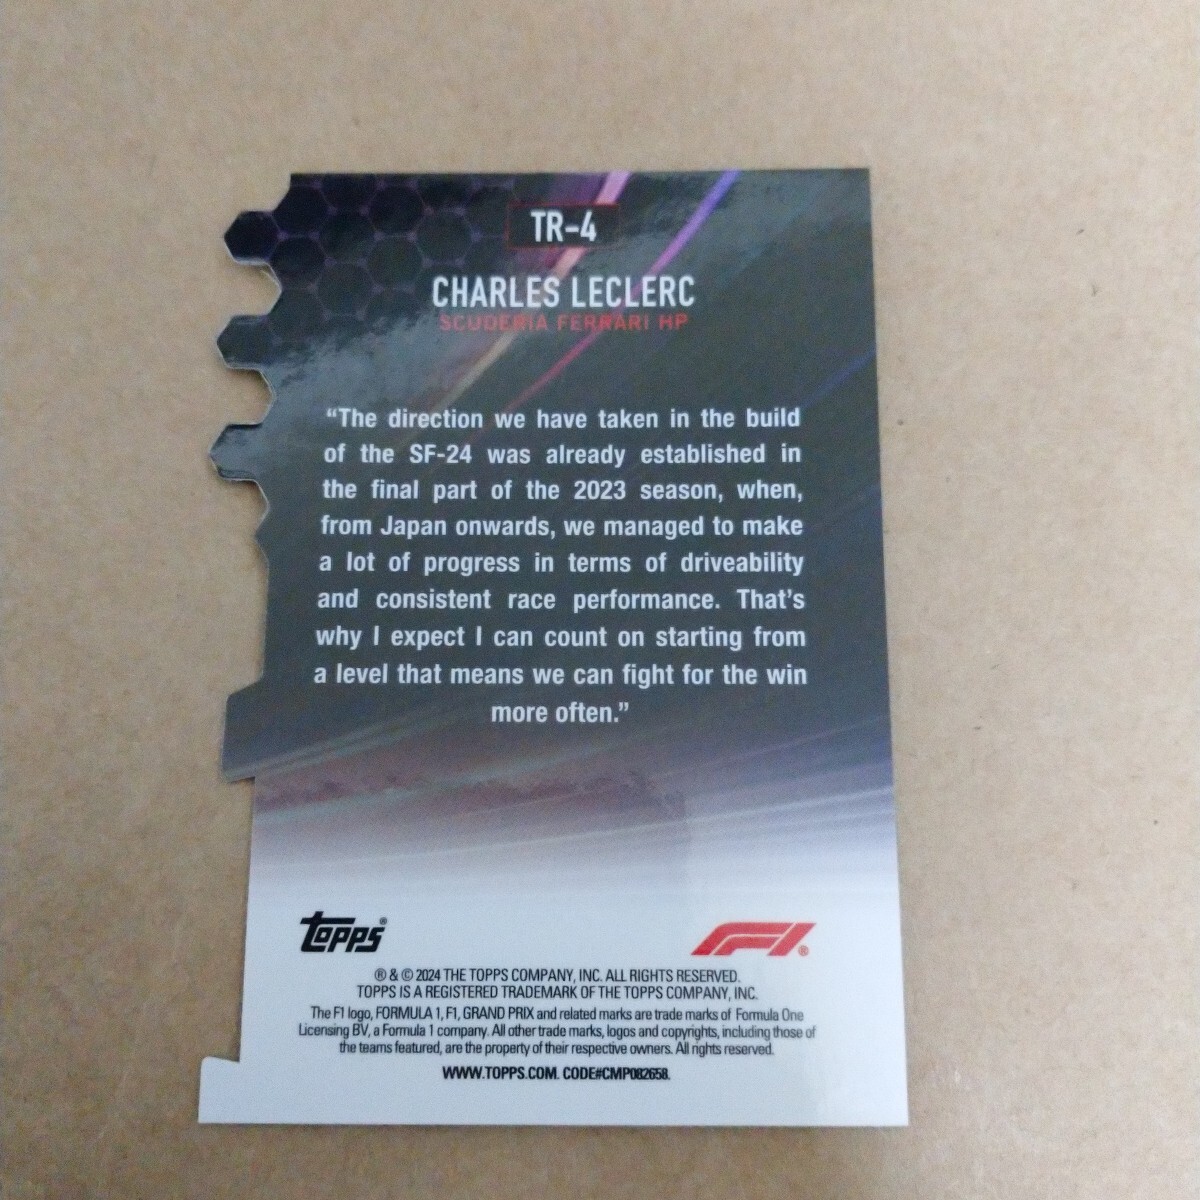 TR-4
CHARLES LECLERC
SCUDERIA FERRARI HP
“The direction we have taken in the build
of the SF-24 was already established in
the final part of the 2023 season, when,
from Japan onwards, we managed to make
a lot of progress in terms of driveability
and consistent race performance. That’s
why I expect I can count on starting from
a level that means we can fight for the win
more often.”
Topps®
F1®
® & © 2024 THE TOPPS COMPANY, INC. ALL RIGHTS RESERVED.
TOPPS IS A REGISTERED TRADEMARK OF THE TOPPS COMPANY, INC.
The F1 logo, FORMULA 1, F1, GRAND PRIX and related marks are trade marks of Formula One
Licensing BV, a Formula 1 company. All other trade marks, logos and copyrights, including those of
the teams featured, are the property of their respective owners. All rights reserved.
WWW.TOPPS.COM. CODE#CMP082658.